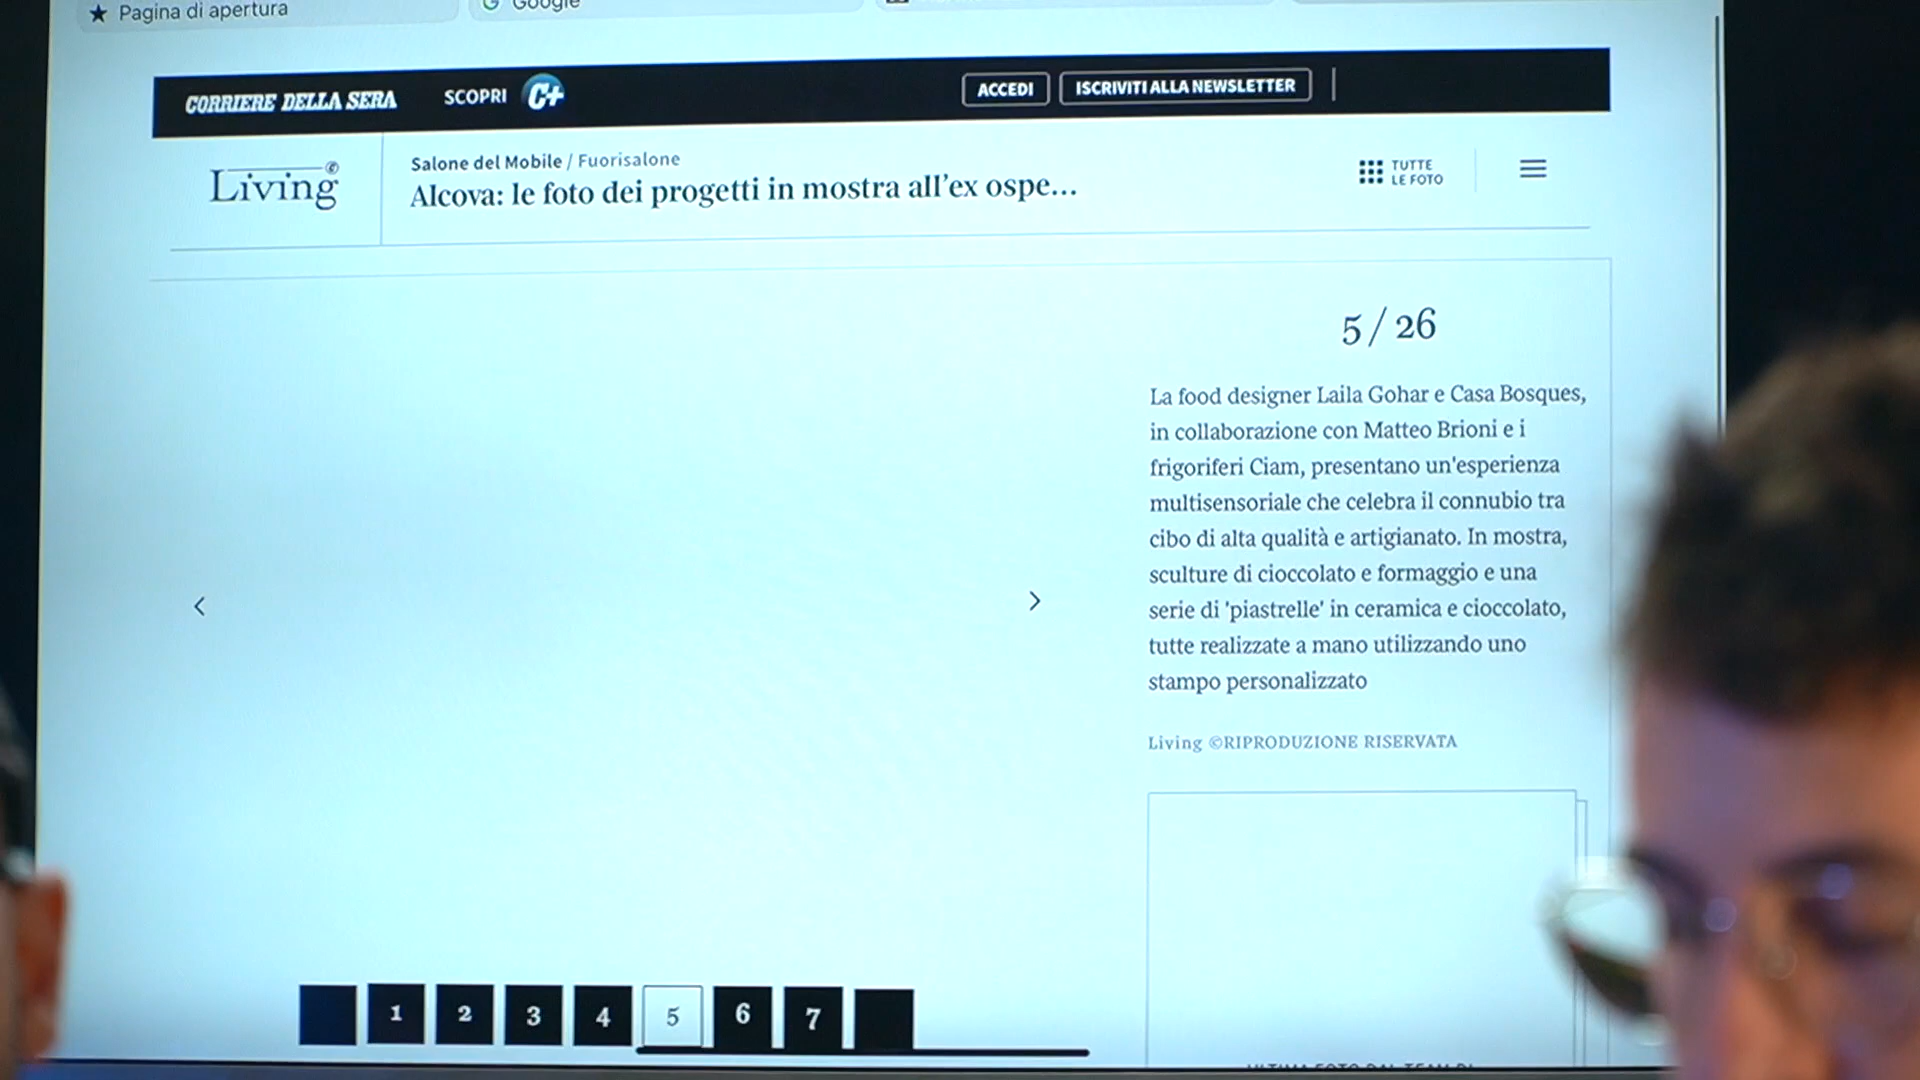 Pagina di apertura
Google
CORRIERE DELLA SERA
SCOPRI C+
ACCEDI
ISCRIVITI ALLA NEWSLETTER
Living
Salone del Mobile / Fuorisalone
Alcova: le foto dei progetti in mostra all’ex ospe...
TUTTE
LE FOTO
5 / 26
La food designer Laila Gohar e Casa Bosques,
in collaborazione con Matteo Brioni e i
frigoriferi Ciam, presentano un'esperienza
multisensoriale che celebra il connubio tra
cibo di alta qualità e artigianato. In mostra,
sculture di cioccolato e formaggio e una
serie di 'piastrelle' in ceramica e cioccolato,
tutte realizzate a mano utilizzando uno
stampo personalizzato
Living ©RIPRODUZIONE RISERVATA
1 2 3 4 5 6 7